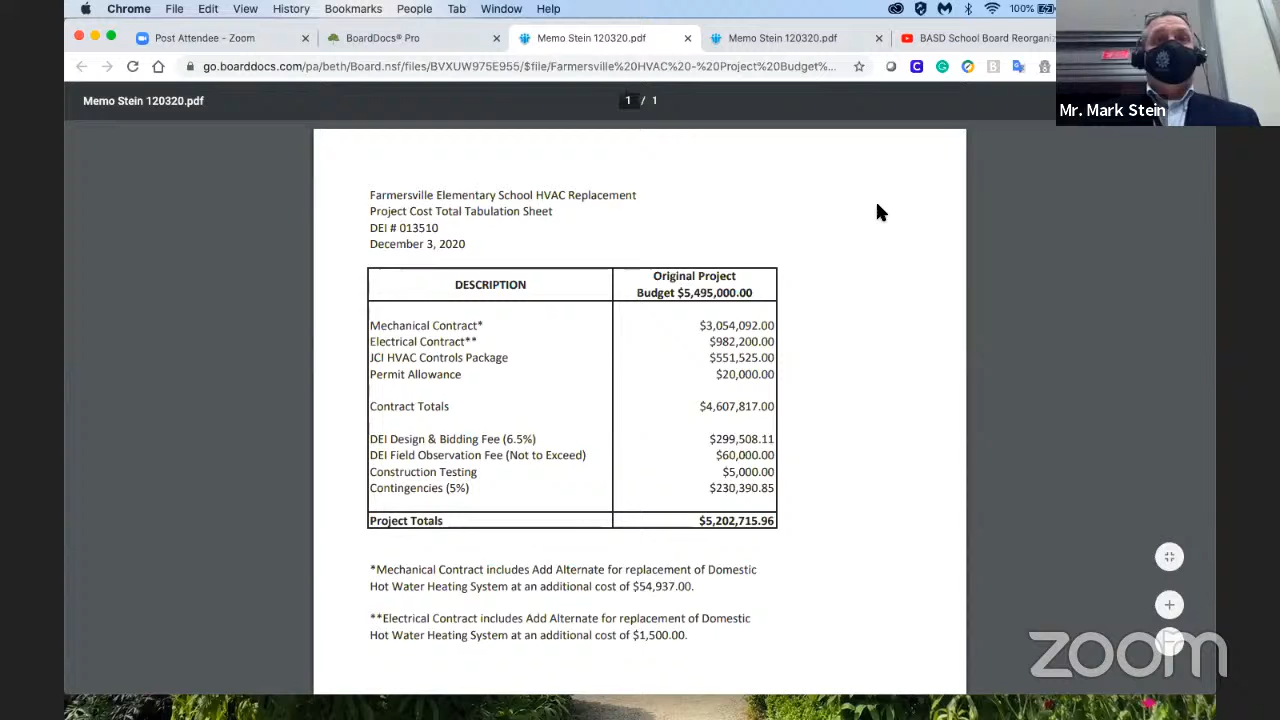 Chrome File Edit View History Bookmarks People Tab Window Help 100%
Post Attendee - Zoom
BoardDocs® Pro
Memo Stein 120320.pdf
Memo Stein 120320.pdf
BASD School Board Reorganiz
go.boarddocs.com/pa/beth/Board.nsf/files/BVXUW975E955/$file/Farmersville%20HVAC%20-%20Project%20Budget%...
Mr. Mark Stein
Memo Stein 120320.pdf
1 / 1
Farmersville Elementary School HVAC Replacement
Project Cost Total Tabulation Sheet
DEI # 013510
December 3, 2020
DESCRIPTION
Original Project
Budget $5,495,000.00
Mechanical Contract* $3,054,092.00
Electrical Contract** $982,200.00
JCI HVAC Controls Package $551,525.00
Permit Allowance $20,000.00
Contract Totals $4,607,817.00
DEI Design & Bidding Fee (6.5%) $299,508.11
DEI Field Observation Fee (Not to Exceed) $60,000.00
Construction Testing $5,000.00
Contingencies (5%) $230,390.85
Project Totals $5,202,715.96
*Mechanical Contract includes Add Alternate for replacement of Domestic
Hot Water Heating System at an additional cost of $54,937.00.
**Electrical Contract includes Add Alternate for replacement of Domestic
Hot Water Heating System at an additional cost of $1,500.00.
zoom